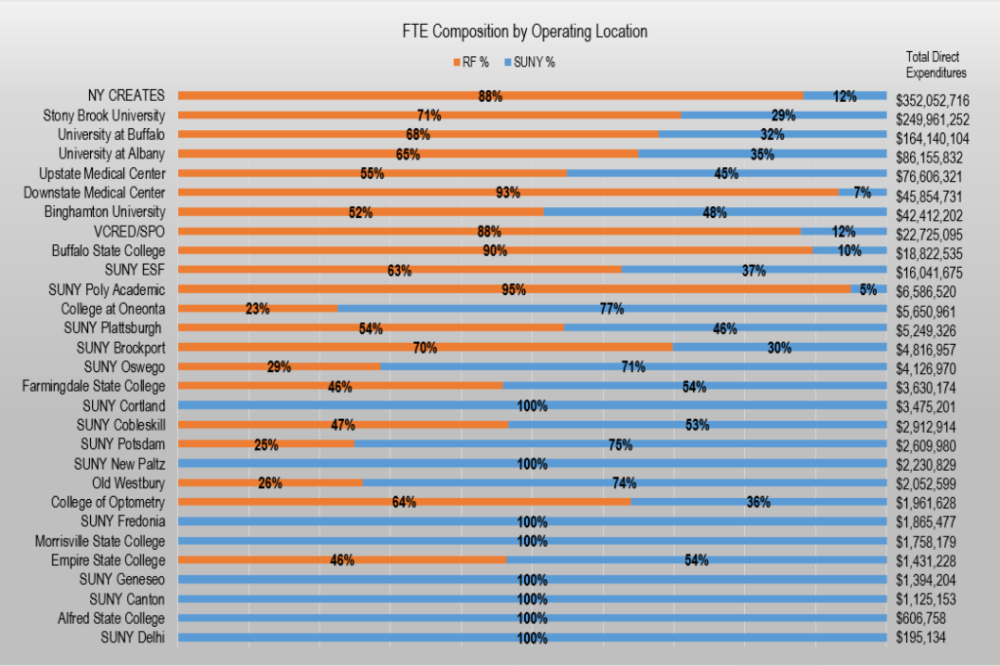 FTE Composition by Operating Location
RF % SUNY %
Total Direct
Expenditures
NY CREATES 88% 12% $352,052,716
Stony Brook University 71% 29% $249,961,252
University at Buffalo 68% 32% $164,140,104
University at Albany 65% 35% $86,155,832
Upstate Medical Center 55% 45% $76,606,321
Downstate Medical Center 93% 7% $45,854,731
Binghamton University 52% 48% $42,412,202
VCRED/SPO 88% 12% $22,725,095
Buffalo State College 90% 10% $18,822,535
SUNY ESF 63% 37% $16,041,675
SUNY Poly Academic 95% 5% $6,586,520
College at Oneonta 23% 77% $5,650,961
SUNY Plattsburgh 54% 46% $5,249,326
SUNY Brockport 70% 30% $4,816,957
SUNY Oswego 29% 71% $4,126,970
Farmingdale State College 46% 54% $3,630,174
SUNY Cortland 100% $3,475,201
SUNY Cobleskill 47% 53% $2,912,914
SUNY Potsdam 25% 75% $2,609,980
SUNY New Paltz 100% $2,230,829
Old Westbury 26% 74% $2,052,599
College of Optometry 64% 36% $1,961,628
SUNY Fredonia 100% $1,865,477
Morrisville State College 100% $1,758,179
Empire State College 46% 54% $1,431,228
SUNY Geneseo 100% $1,394,204
SUNY Canton 100% $1,125,153
Alfred State College 100% $606,758
SUNY Delhi 100% $195,134